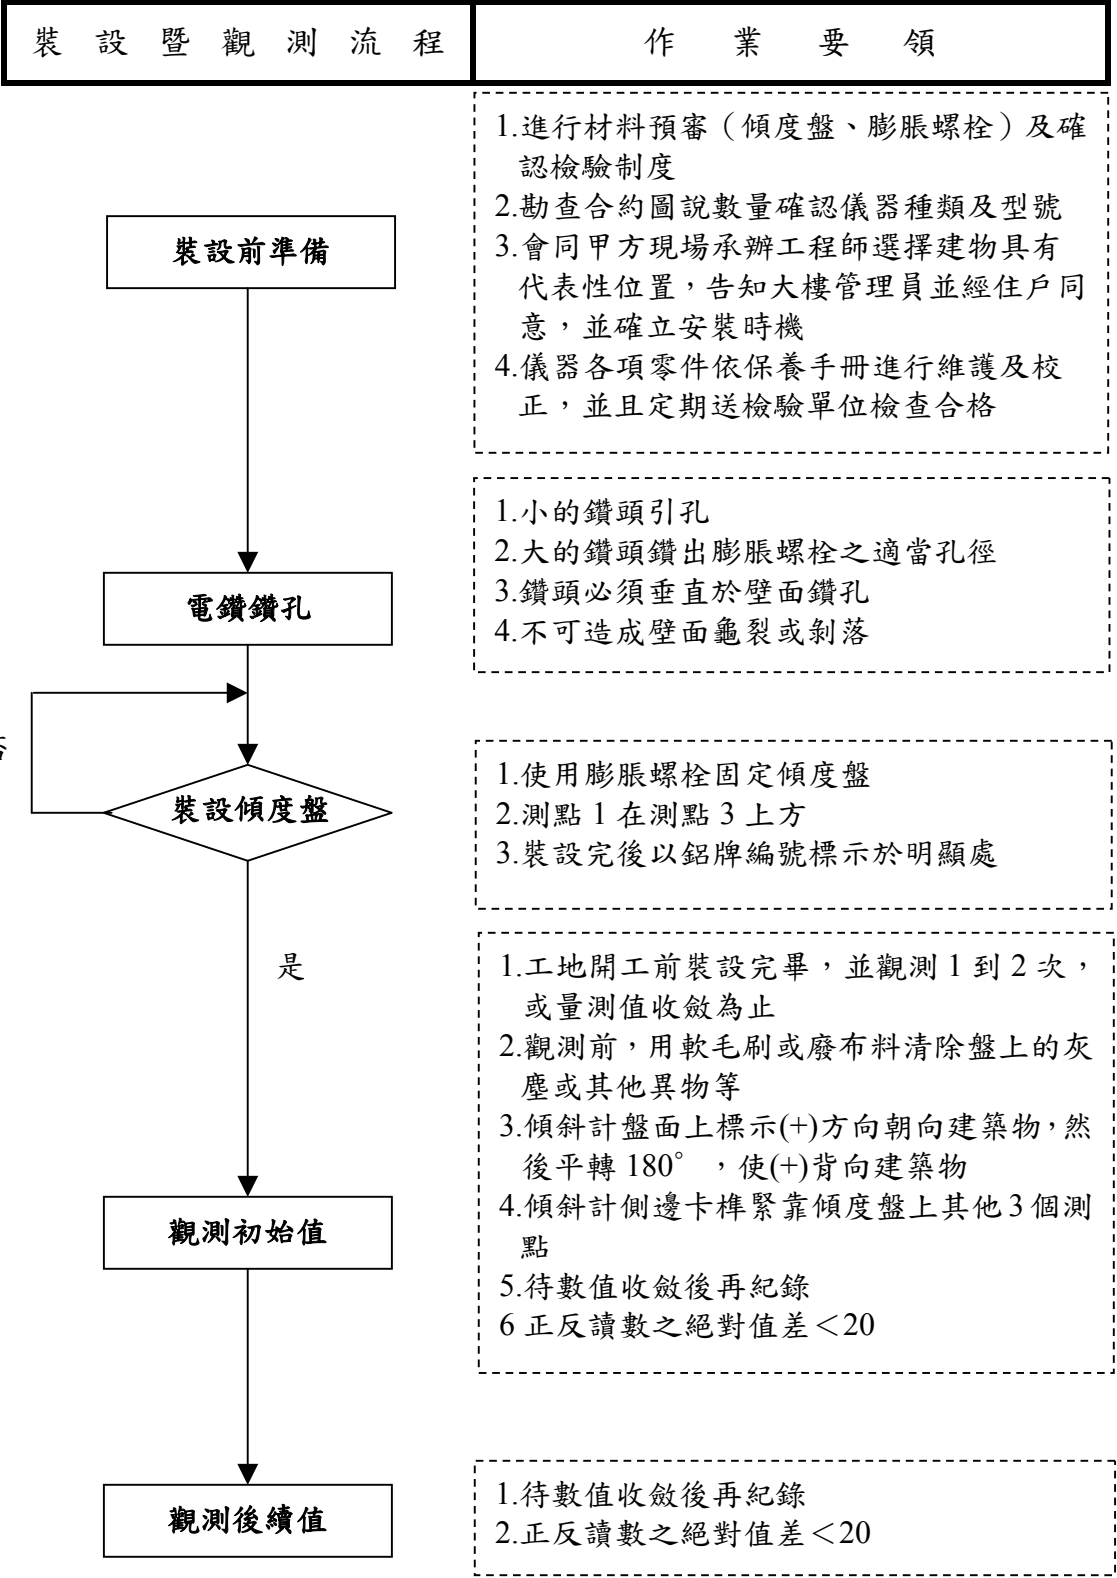 裝設暨觀測流程
作業要領
1.進行材料預審（傾度盤、膨脹螺栓）及確
認檢驗制度
2.勘查合約圖說數量確認儀器種類及型號
3.會同甲方現場承辦工程師選擇建物具有
代表性位置，告知大樓管理員並經住戶同
意，並確立安裝時機
4.儀器各項零件依保養手冊進行維護及校
正，並且定期送檢驗單位檢查合格
裝設前準備
1.小的鑽頭引孔
2.大的鑽頭鑽出膨脹螺栓之適當孔徑
3.鑽頭必須垂直於壁面鑽孔
4.不可造成壁面龜裂或剝落
電鑽鑽孔
否
裝設傾度盤
1.使用膨脹螺栓固定傾度盤
2.測點 1 在測點 3 上方
3.裝設完後以鋁牌編號標示於明顯處
是
1.工地開工前裝設完畢，並觀測 1 到 2 次，
或量測值收斂為止
2.觀測前，用軟毛刷或廢布料清除盤上的灰
塵或其他異物等
3.傾斜計盤面上標示(+)方向朝向建築物，然
後平轉 180°，使(+)背向建築物
4.傾斜計側邊卡榫緊靠傾度盤上其他 3 個測
點
5.待數值收斂後再紀錄
6 正反讀數之絕對值差＜20
觀測初始值
觀測後續值
1.待數值收斂後再紀錄
2.正反讀數之絕對值差＜20